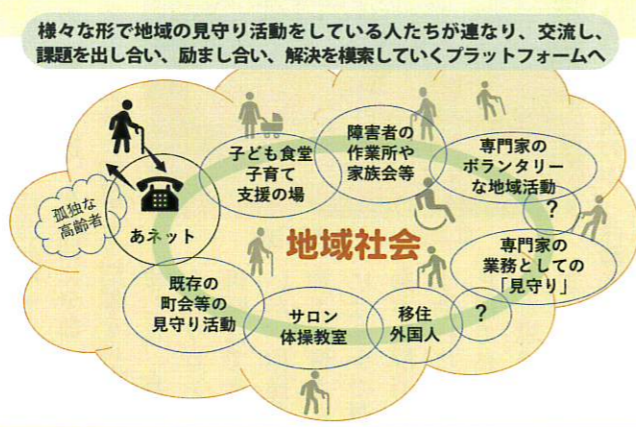 様々な形で地域の見守り活動をしている人たちが連なり、交流し、
課題を出し合い、励まし合い、解決を模索していくプラットフォームへ
孤独な
高齢者
あネット
子ども食堂
子育て
支援の場
障害者の
作業所や
家族会等
専門家の
ボランタリー
な地域活動
?
専門家の
業務としての
「見守り」
?
移住
外国人
サロン
体操教室
既存の
町会等の
見守り活動
地域社会